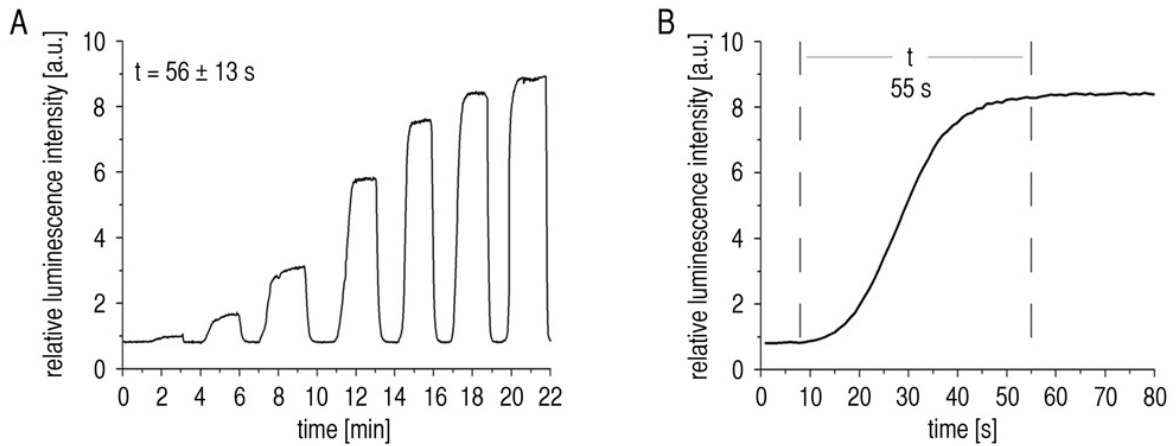 A
relative luminescence intensity [a.u.]
10
8
6
4
2
0
t = 56 ± 13 s
0 2 4 6 8 10 12 14 16 18 20 22
time [min]
B
relative luminescence intensity [a.u.]
10
8
6
4
2
0
t
55 s
0 10 20 30 40 50 60 70 80
time [s]